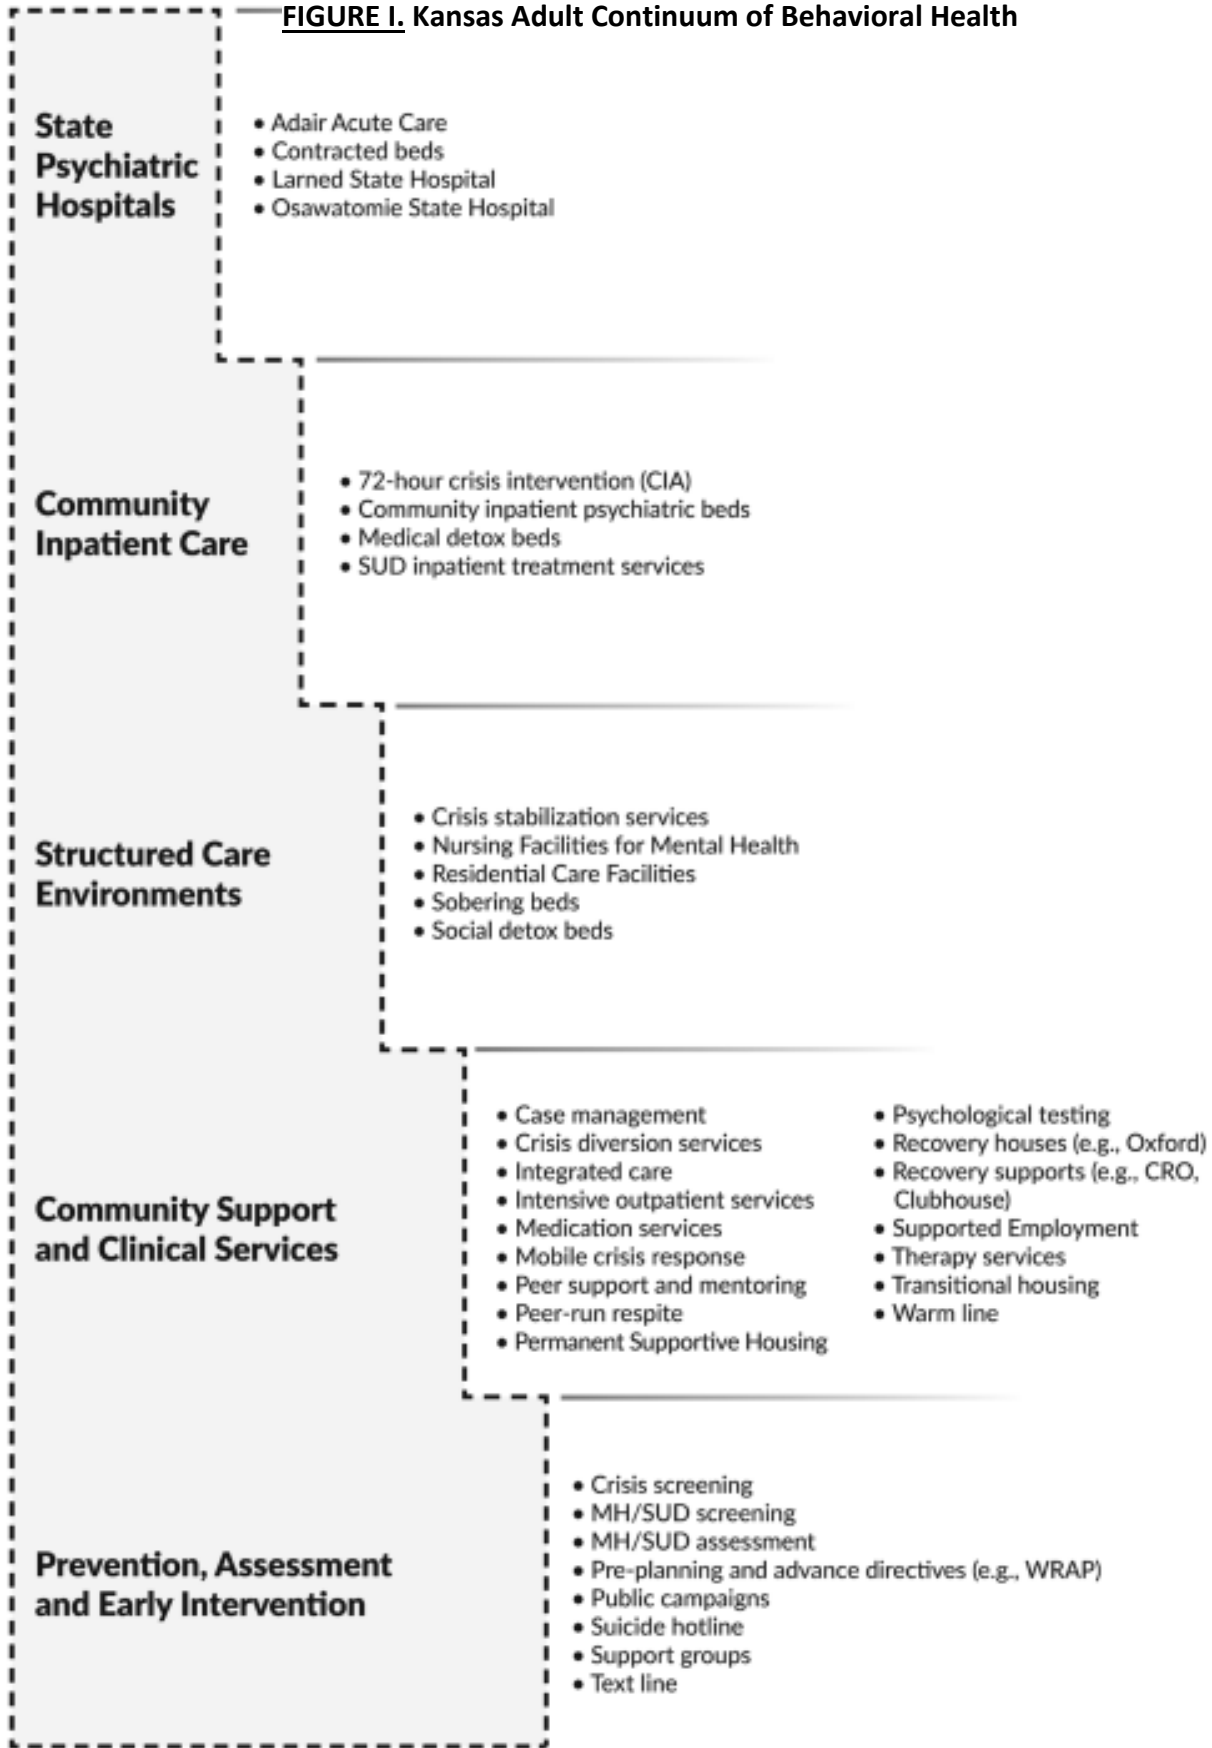 FIGURE I. Kansas Adult Continuum of Behavioral Health
State
Psychiatric
Hospitals
• Adair Acute Care
• Contracted beds
• Larned State Hospital
• Osawatomie State Hospital
Community
Inpatient Care
• 72-hour crisis intervention (CIA)
• Community inpatient psychiatric beds
• Medical detox beds
• SUD inpatient treatment services
Structured Care
Environments
• Crisis stabilization services
• Nursing Facilities for Mental Health
• Residential Care Facilities
• Sobering beds
• Social detox beds
Community Support
and Clinical Services
• Case management
• Crisis diversion services
• Integrated care
• Intensive outpatient services
• Medication services
• Mobile crisis response
• Peer support and mentoring
• Peer-run respite
• Permanent Supportive Housing
• Psychological testing
• Recovery houses (e.g., Oxford)
• Recovery supports (e.g., CRO,
Clubhouse)
• Supported Employment
• Therapy services
• Transitional housing
• Warm line
Prevention, Assessment
and Early Intervention
• Crisis screening
• MH/SUD screening
• MH/SUD assessment
• Pre-planning and advance directives (e.g., WRAP)
• Public campaigns
• Suicide hotline
• Support groups
• Text line